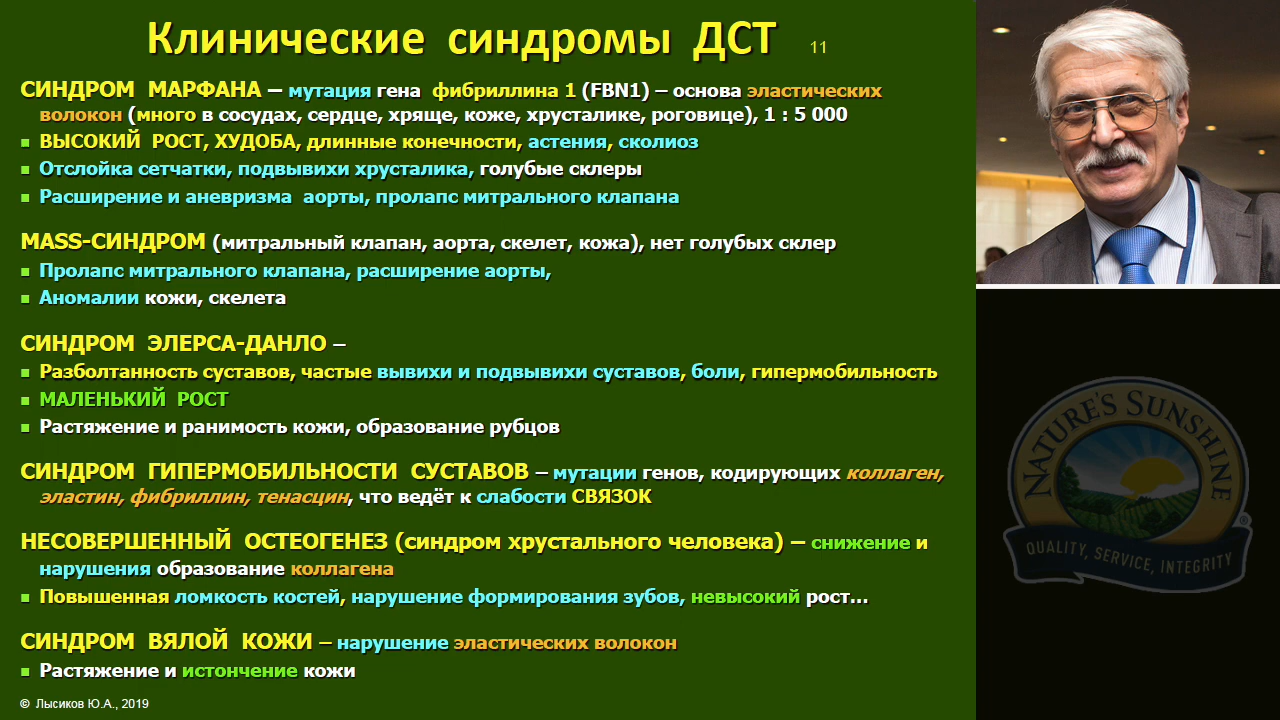 Клинические синдромы ДСТ 11
СИНДРОМ МАРФАНА – мутация гена фибриллина 1 (FBN1) – основа эластических
волокон (много в сосудах, сердце, хряще, коже, хрусталике, роговице), 1 : 5 000
ВЫСОКИЙ РОСТ, ХУДОБА, длинные конечности, астения, сколиоз
Отслойка сетчатки, подвывихи хрусталика, голубые склеры
Расширение и аневризма аорты, пролапс митрального клапана
MASS-СИНДРОМ (митральный клапан, аорта, скелет, кожа), нет голубых склер
Пролапс митрального клапана, расширение аорты,
Аномалии кожи, скелета
СИНДРОМ ЭЛЕРСА-ДАНЛО –
Разболтанность суставов, частые вывихи и подвывихи суставов, боли, гипермобильность
МАЛЕНЬКИЙ РОСТ
Растяжение и ранимость кожи, образование рубцов
СИНДРОМ ГИПЕРМОБИЛЬНОСТИ СУСТАВОВ – мутации генов, кодирующих коллаген,
эластин, фибриллин, тенасцин, что ведёт к слабости СВЯЗОК
НЕСОВЕРШЕННЫЙ ОСТЕОГЕНЕЗ (синдром хрустального человека) – снижение и
нарушения образование коллагена
Повышенная ломкость костей, нарушение формирования зубов, невысокий рост...
СИНДРОМ ВЯЛОЙ КОЖИ – нарушение эластических волокон
Растяжение и истончение кожи
© Лысиков Ю.А., 2019
NATURE'S SUNSHINE
®
QUALITY, SERVICE, INTEGRITY